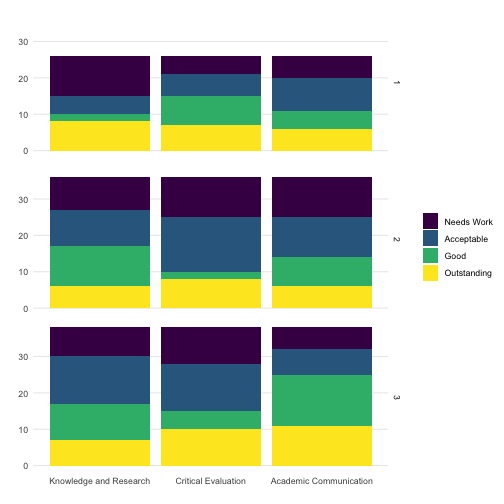 30
20
10
0
1
30
20
10
0
2
30
20
10
0
3
Knowledge and Research
Critical Evaluation
Academic Communication
Needs Work
Acceptable
Good
Outstanding